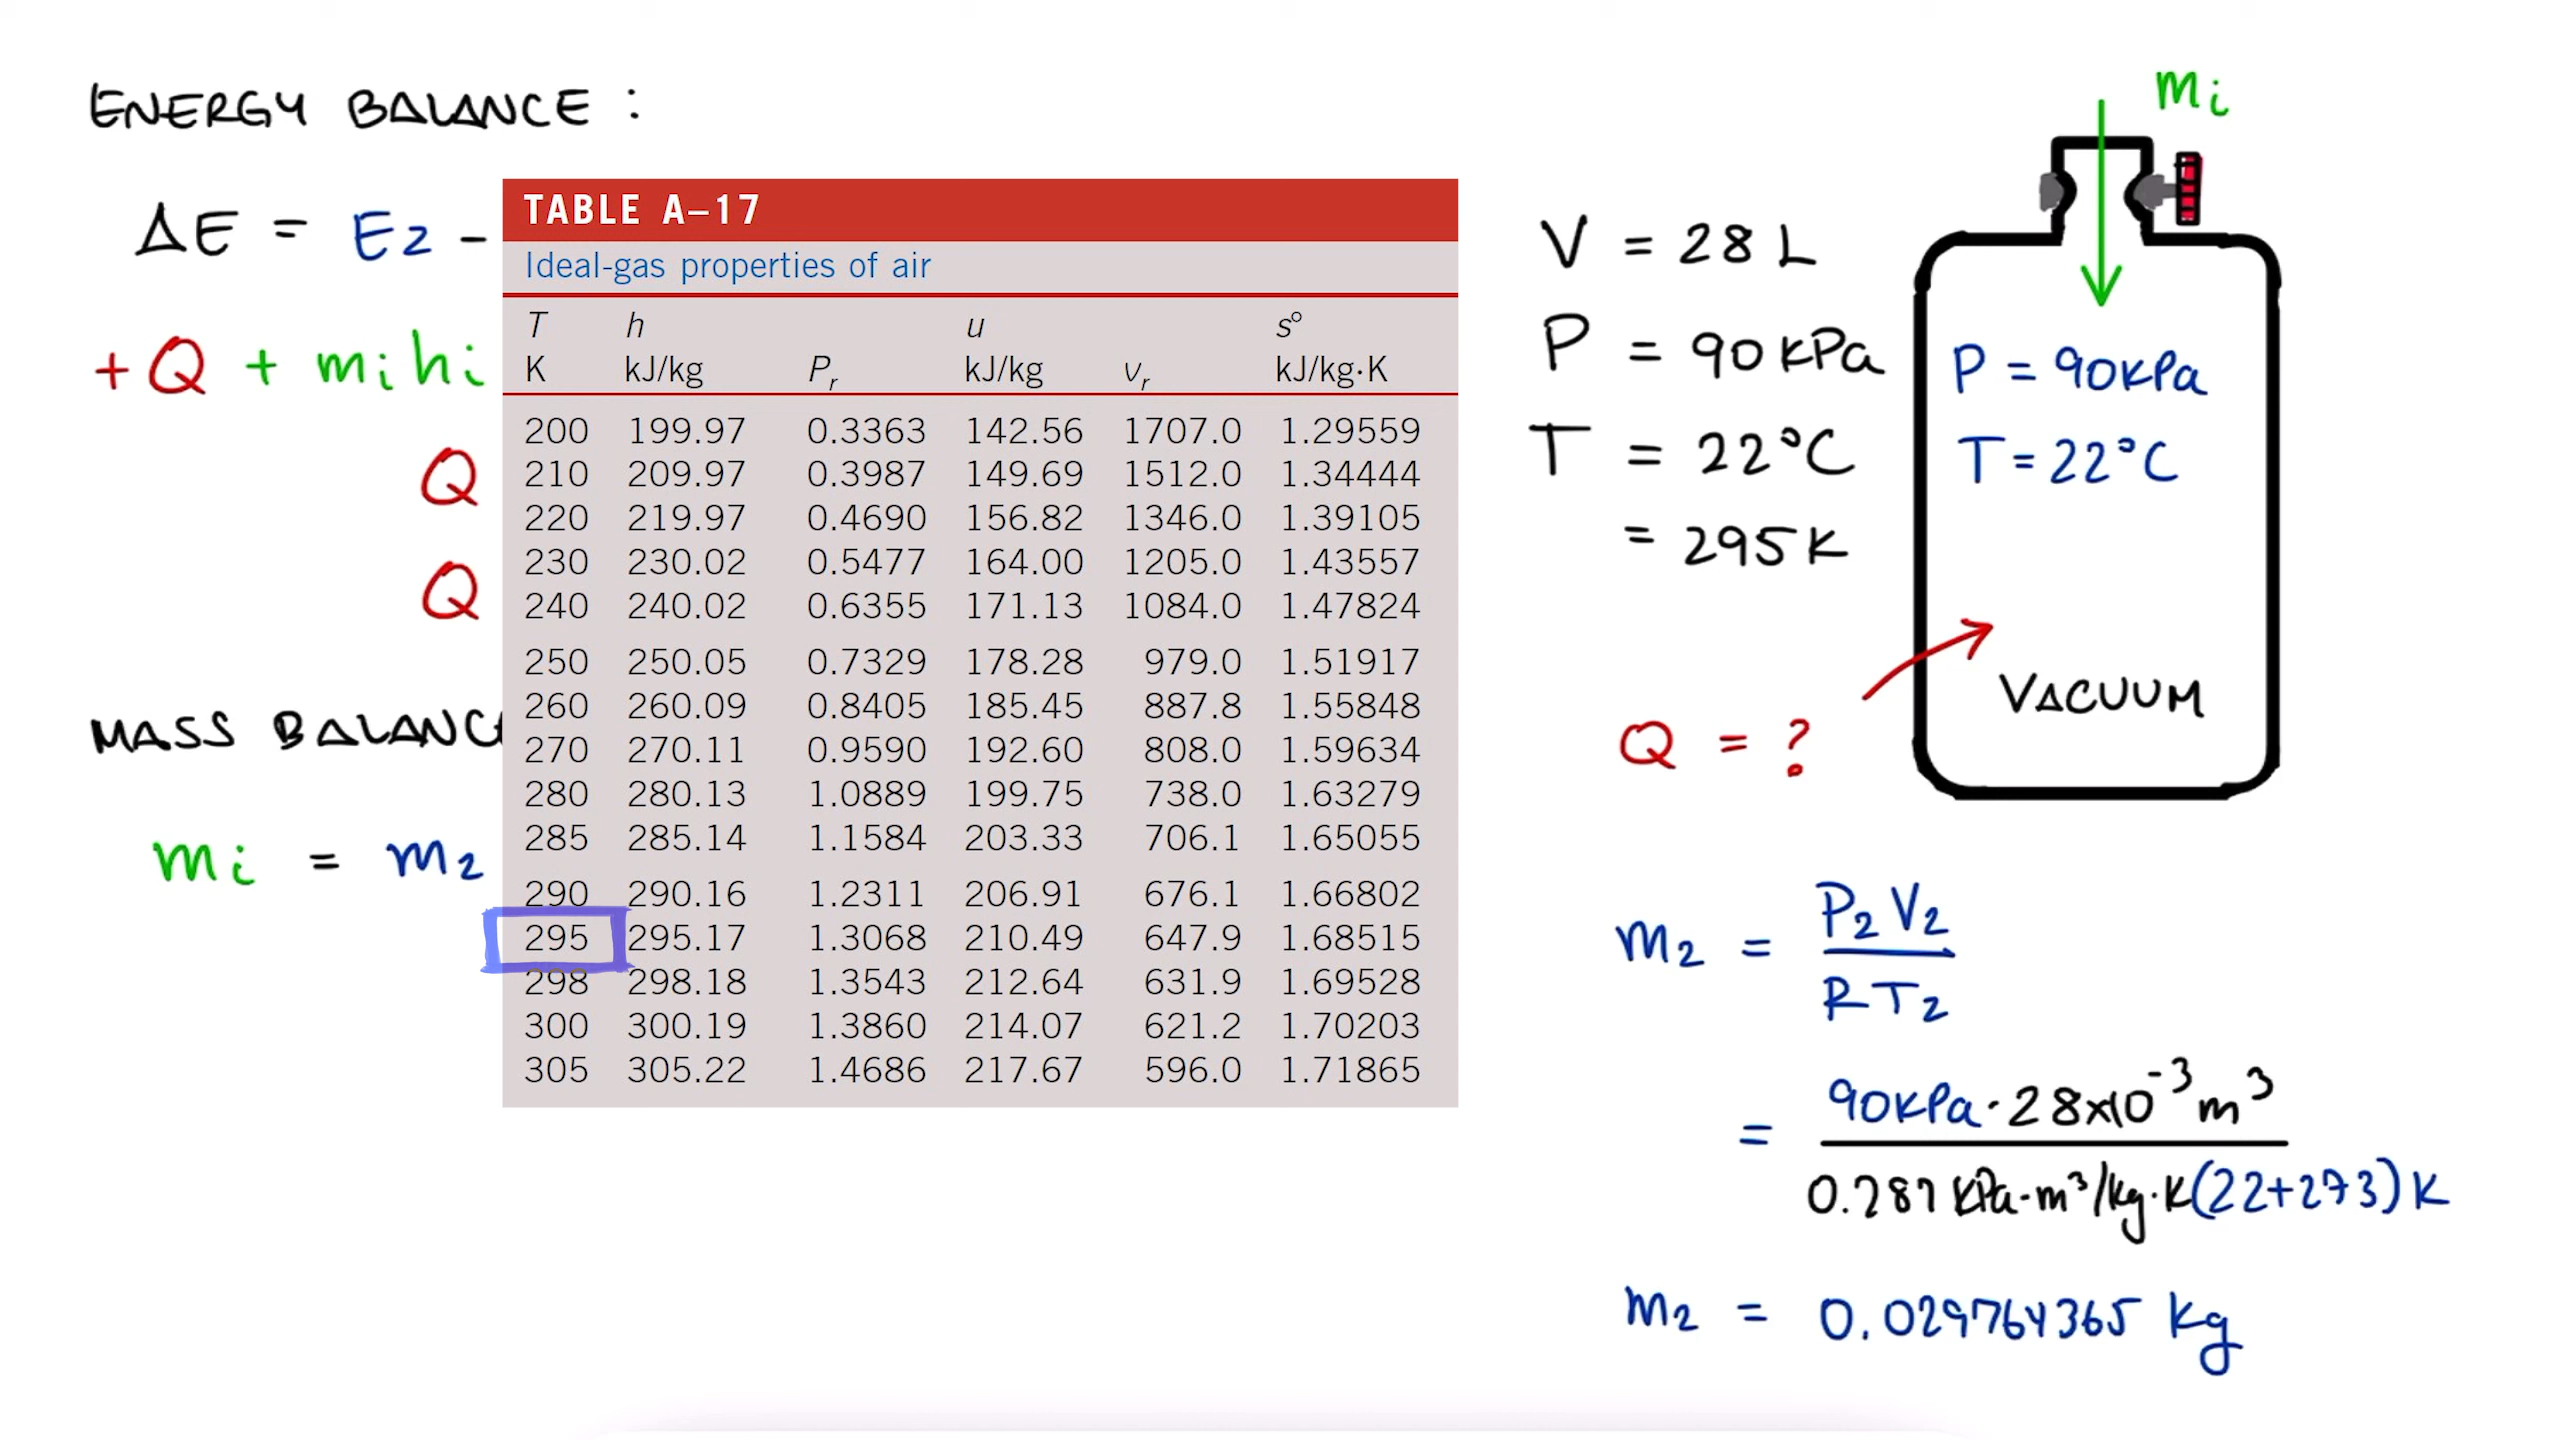 ENERGY BALANCE :
ΔE = E2 -
+Q + mihi
Q
Q
MASS BALANC
mi = m2
TABLE A–17
Ideal-gas properties of air
T h u s°
K kJ/kg Pr kJ/kg vr kJ/kg·K
200 199.97 0.3363 142.56 1707.0 1.29559
210 209.97 0.3987 149.69 1512.0 1.34444
220 219.97 0.4690 156.82 1346.0 1.39105
230 230.02 0.5477 164.00 1205.0 1.43557
240 240.02 0.6355 171.13 1084.0 1.47824
250 250.05 0.7329 178.28 979.0 1.51917
260 260.09 0.8405 185.45 887.8 1.55848
270 270.11 0.9590 192.60 808.0 1.59634
280 280.13 1.0889 199.75 738.0 1.63279
285 285.14 1.1584 203.33 706.1 1.65055
290 290.16 1.2311 206.91 676.1 1.66802
295 295.17 1.3068 210.49 647.9 1.68515
298 298.18 1.3543 212.64 631.9 1.69528
300 300.19 1.3860 214.07 621.2 1.70203
305 305.22 1.4686 217.67 596.0 1.71865
V = 28 L
P = 90 kPa
T = 22°C
= 295 K
Q = ?
mi
P = 90kPa
T = 22°C
VACUUM
m2 = P2 V2
R T2
= 90kPa · 28x10-3 m3
0.287 kPa·m3/kg·K(22+273) K
m2 = 0.029764365 kg